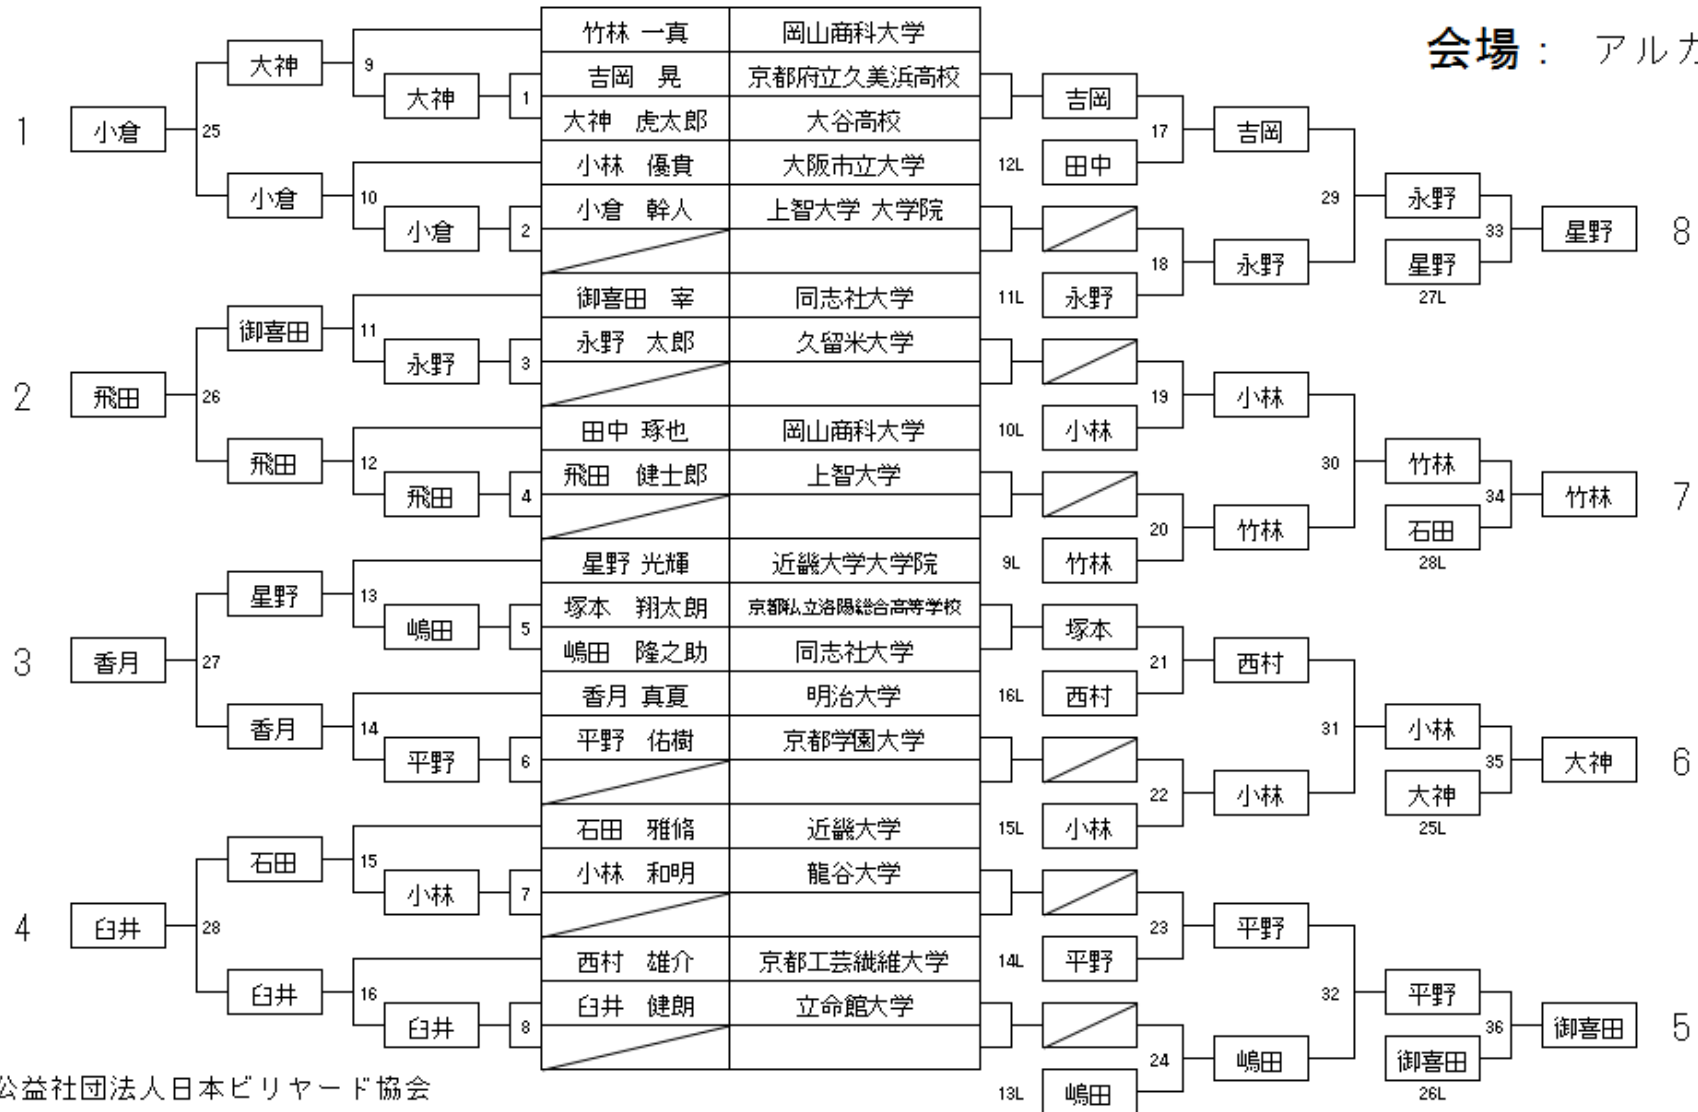 会場： アルカ
竹林 一真 岡山商科大学
大神 9 吉岡 晃 京都府立久美浜高校
大神 1 吉岡
1 小倉 25 大神 虎太郎 大谷高校 17 吉岡
小林 優貴 大阪市立大学 12L 田中
小倉 10 小倉 幹人 上智大学 大学院 29 永野
小倉 2 33 星野 8
18 永野 星野
御喜田 宰 同志社大学 11L 永野 27L
御喜田 11 永野 太郎 久留米大学
永野 3
2 飛田 26 19 小林
田中 琢也 岡山商科大学 10L 小林
飛田 12 飛田 健士郎 上智大学 30 竹林
飛田 4 34 竹林 7
20 竹林 石田
星野 光輝 近畿大学大学院 9L 竹林 28L
星野 13 塚本 翔太朗 京都私立洛陽総合高等学校
嶋田 5 塚本
3 香月 27 嶋田 隆之助 同志社大学 21 西村
香月 真夏 明治大学 16L 西村
香月 14 平野 佑樹 京都学園大学 31 小林
平野 6 35 大神 6
22 小林 大神
石田 雅脩 近畿大学 15L 小林 25L
石田 15 小林 和明 龍谷大学
小林 7
4 臼井 28 23 平野
西村 雄介 京都工芸繊維大学 14L 平野
臼井 16 臼井 健朗 立命館大学 32 平野
臼井 8 36 御喜田 5
24 嶋田 御喜田
公益社団法人日本ビリヤード協会 13L 嶋田 26L